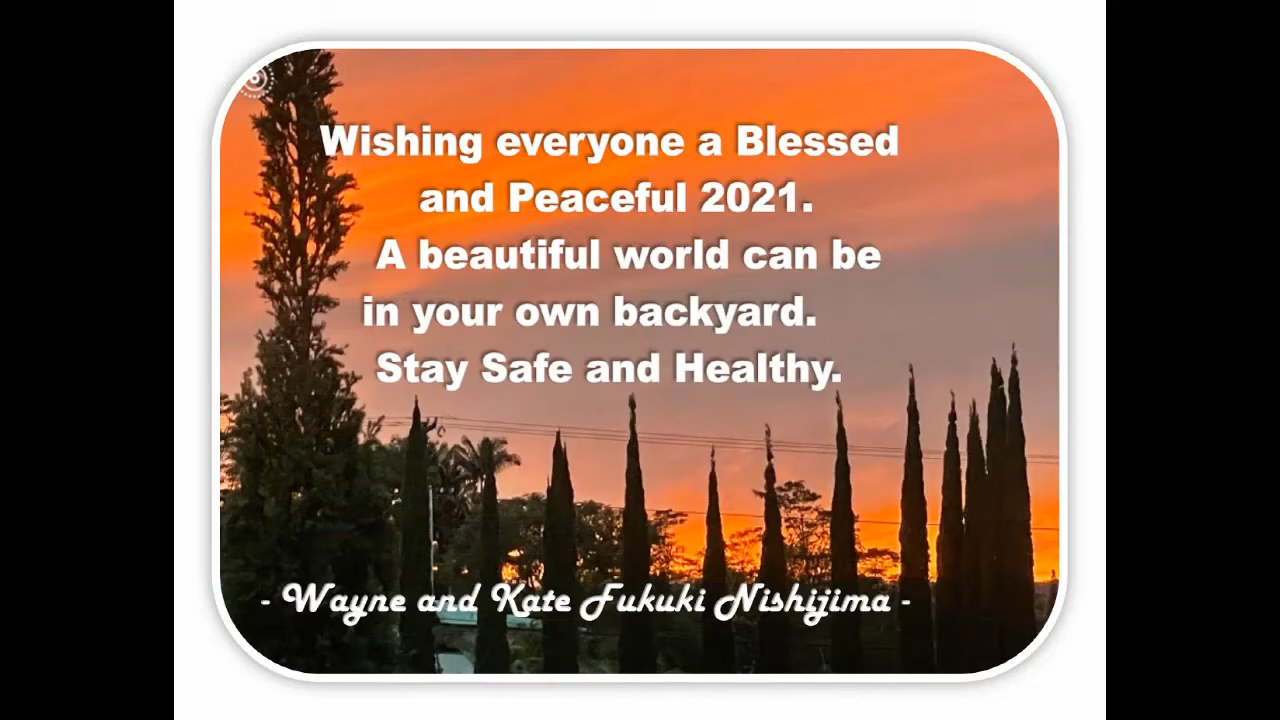 Wishing everyone a Blessed
and Peaceful 2021.
A beautiful world can be
in your own backyard.
Stay Safe and Healthy.
- Wayne and Kate Fukuki Nishijima -